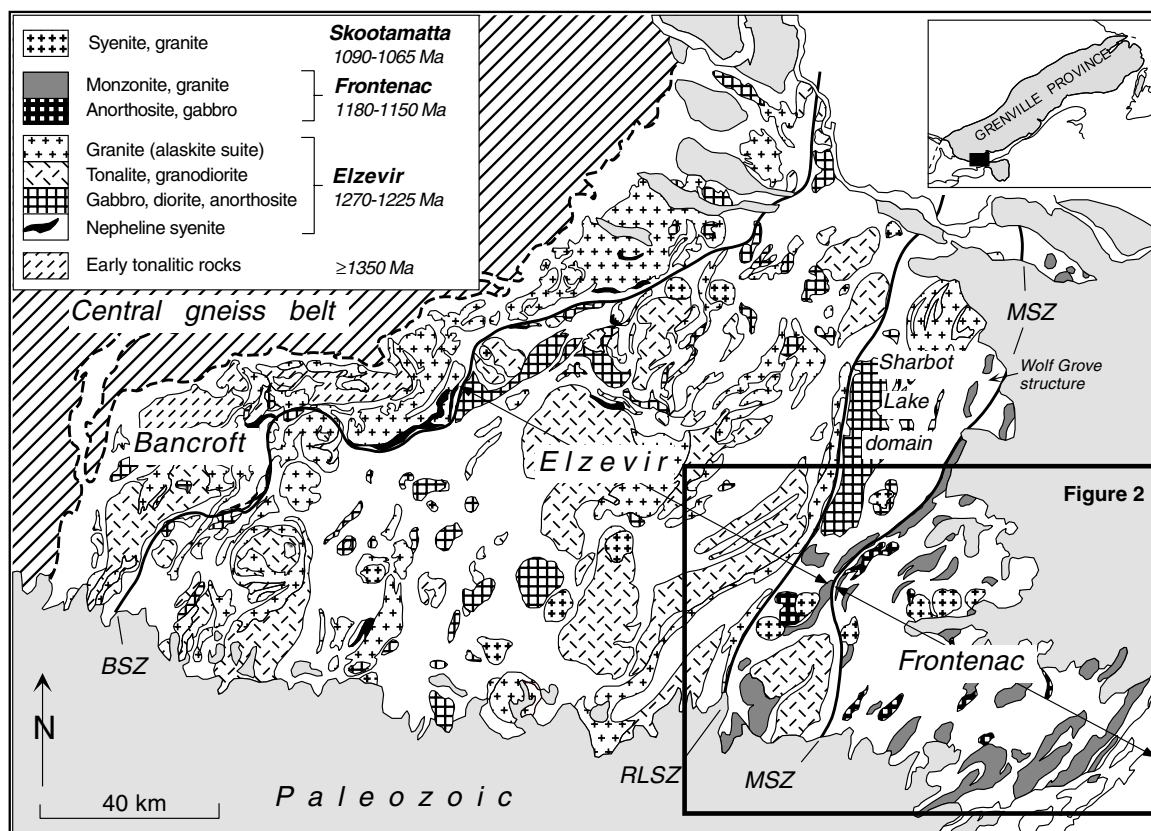 Syenite, granite
Skootamatta
1090-1065 Ma
Monzonite, granite
Anorthosite, gabbro
Frontenac
1180-1150 Ma
Granite (alaskite suite)
Tonalite, granodiorite
Gabbro, diorite, anorthosite
Nepheline syenite
Elzevir
1270-1225 Ma
Early tonalitic rocks
≥1350 Ma
GRENVILLE PROVINCE
Central gneiss belt
MSZ
Sharbot
Lake
domain
Wolf Grove
structure
Bancroft
Elzevir
Figure 2
BSZ
Frontenac
N
RLSZ
MSZ
40 km
Paleozoic